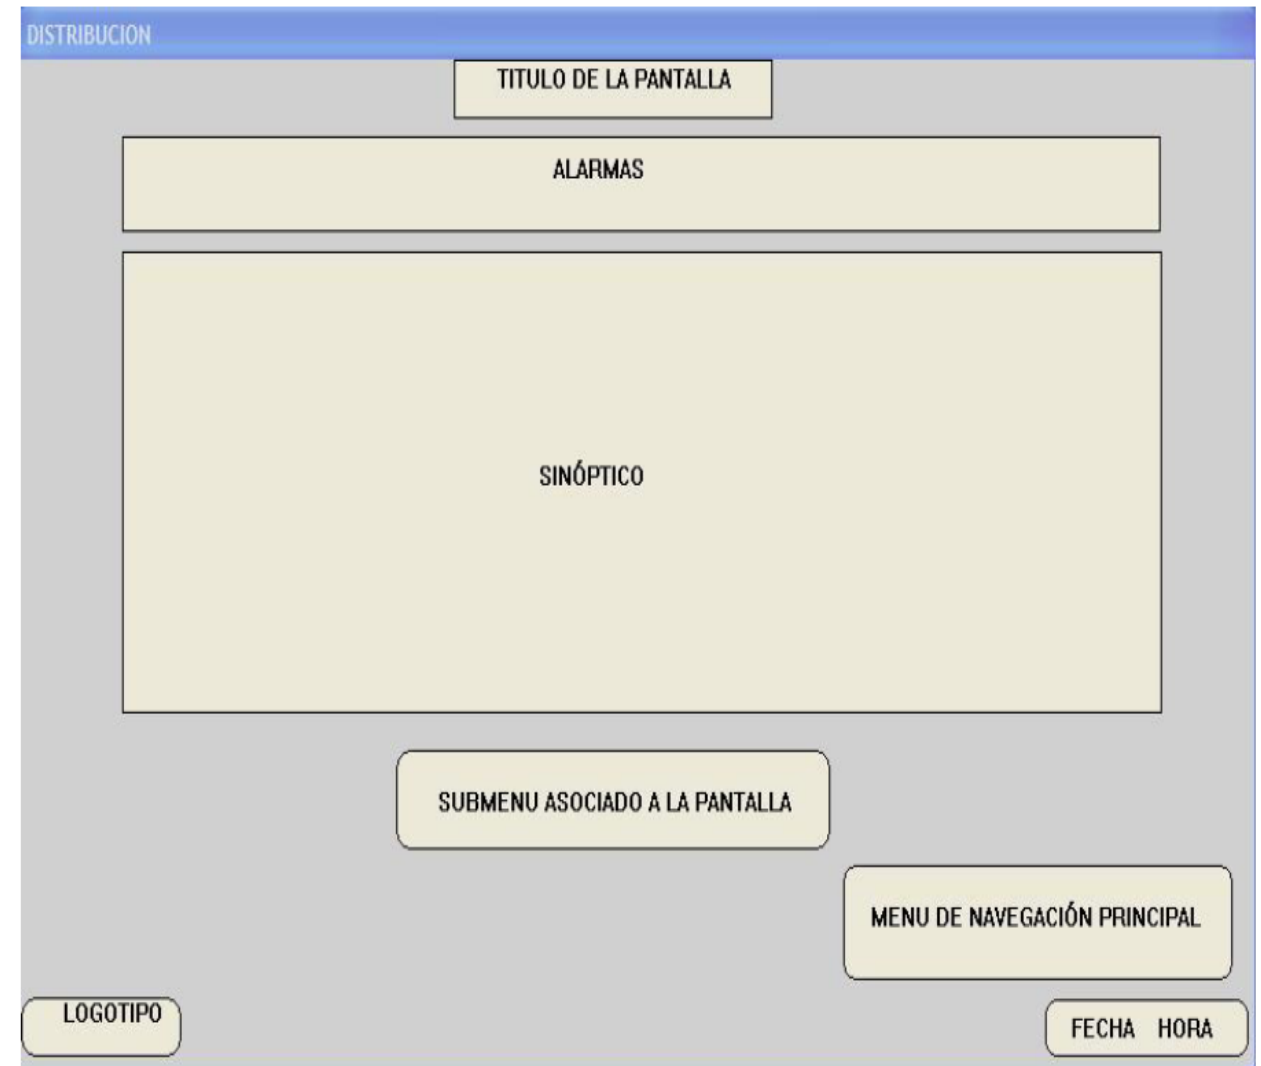 DISTRIBUCION
TITULO DE LA PANTALLA
ALARMAS
SINÓPTICO
SUBMENU ASOCIADO A LA PANTALLA
MENU DE NAVEGACIÓN PRINCIPAL
LOGOTIPO
FECHA HORA